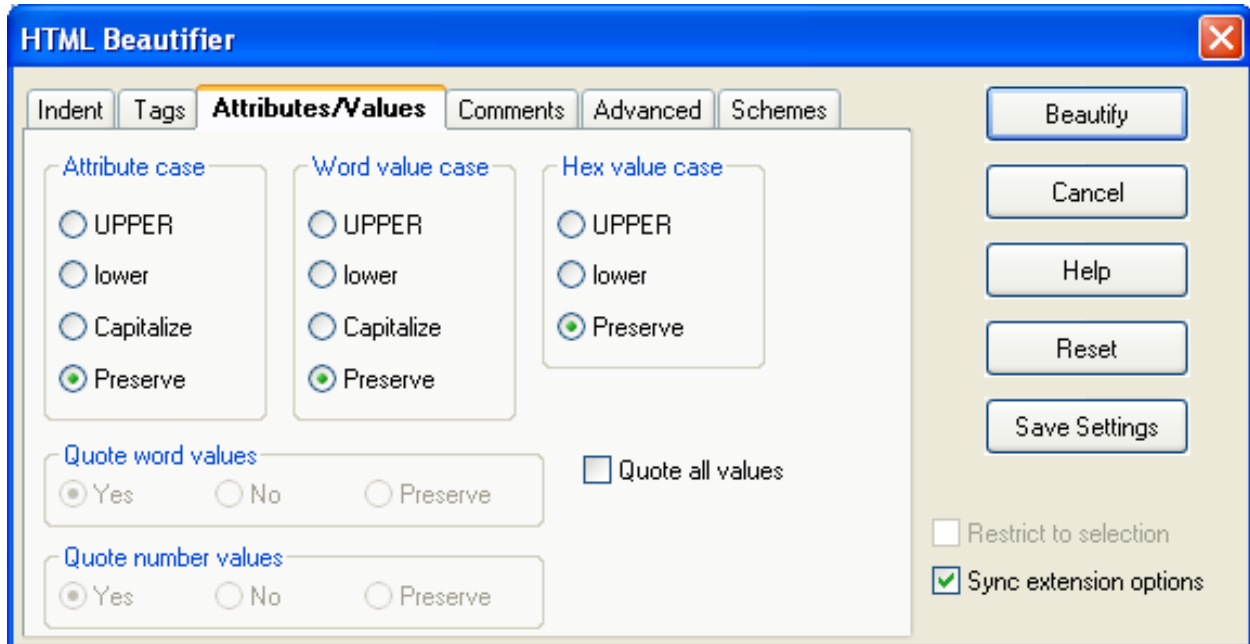 HTML Beautifier
Indent Tags Attributes/Values Comments Advanced Schemes
Attribute case
UPPER
lower
Capitalize
Preserve
Word value case
UPPER
lower
Capitalize
Preserve
Hex value case
UPPER
lower
Preserve
Quote word values
Yes No Preserve
Quote all values
Quote number values
Yes No Preserve
Beautify
Cancel
Help
Reset
Save Settings
Restrict to selection
Sync extension options